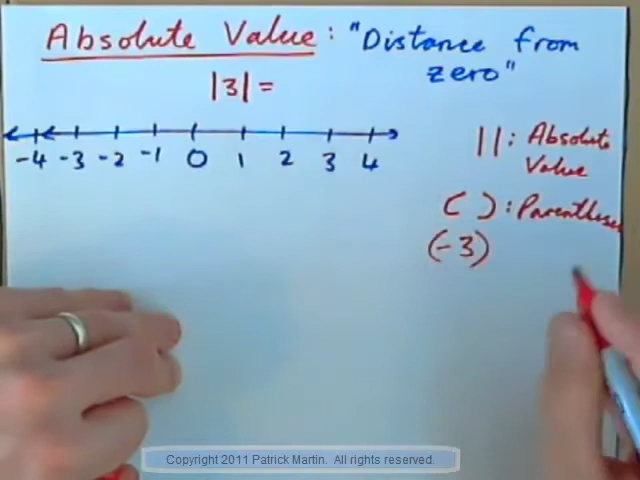 Absolute Value: "Distance from
zero"
|3| =
-4 -3 -2 -1 0 1 2 3 4
| | : Absolute
Value
( ) : Parentheses
(-3)
Copyright 2011 Patrick Martin. All rights reserved.